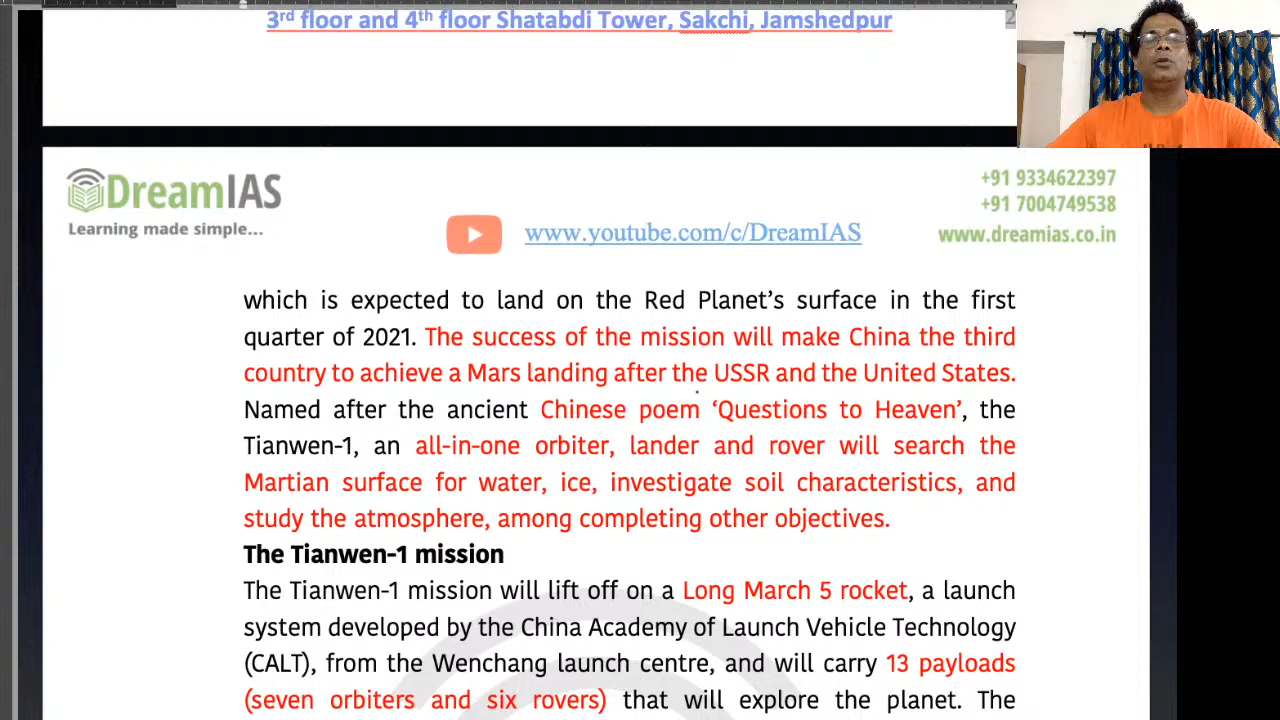 3rd floor and 4th floor Shatabdi Tower, Sakchi, Jamshedpur
DreamIAS
Learning made simple...
www.youtube.com/c/DreamIAS
+91 9334622397
+91 7004749538
www.dreamias.co.in
which is expected to land on the Red Planet’s surface in the first
quarter of 2021. The success of the mission will make China the third
country to achieve a Mars landing after the USSR and the United States.
Named after the ancient Chinese poem ‘Questions to Heaven’, the
Tianwen-1, an all-in-one orbiter, lander and rover will search the
Martian surface for water, ice, investigate soil characteristics, and
study the atmosphere, among completing other objectives.
The Tianwen-1 mission
The Tianwen-1 mission will lift off on a Long March 5 rocket, a launch
system developed by the China Academy of Launch Vehicle Technology
(CALT), from the Wenchang launch centre, and will carry 13 payloads
(seven orbiters and six rovers) that will explore the planet. The